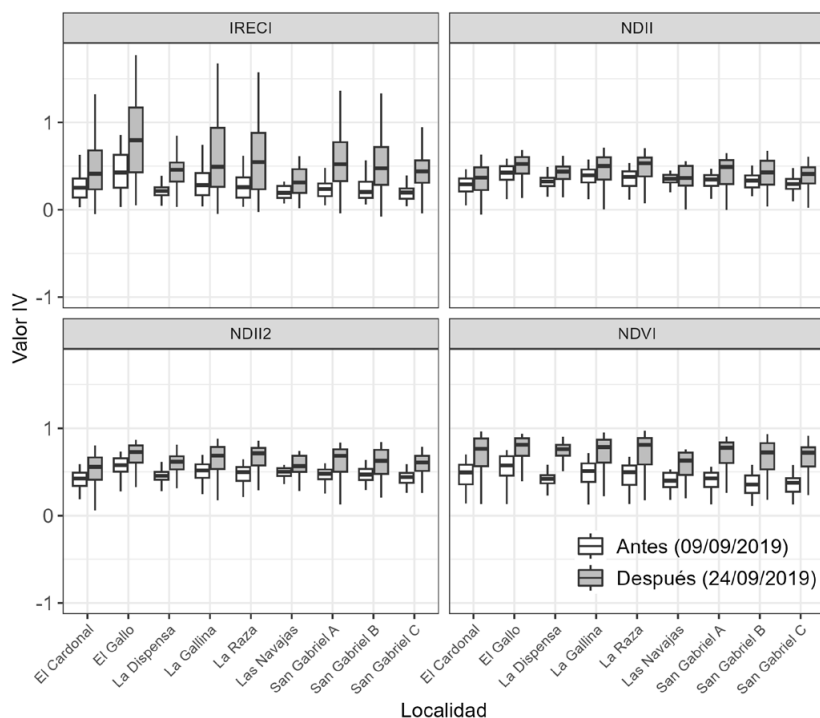 IRECI
NDII
1
0
-1
NDII2
NDVI
1
0
-1
Valor IV
Antes (09/09/2019)
Después (24/09/2019)
El Cardonal
El Gallo
La Dispensa
La Gallina
La Raza
Las Navajas
San Gabriel A
San Gabriel B
San Gabriel C
El Cardonal
El Gallo
La Dispensa
La Gallina
La Raza
Las Navajas
San Gabriel A
San Gabriel B
San Gabriel C
Localidad